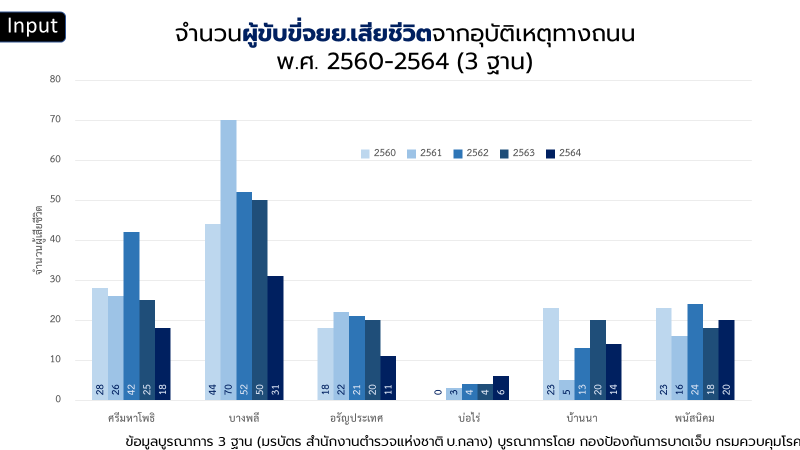 Input
จำนวนผู้ขับขี่จยย.เสียชีวิตจากอุบัติเหตุทางถนน
พ.ศ. 2560-2564 (3 ฐาน)
80
70
60
50
40
30
20
10
0
จำนวนผู้เสียชีวิต
2560 2561 2562 2563 2564
28 26 42 25 18
44 70 52 50 31
18 22 21 20 11
0 3 4 4 6
23 5 13 20 14
23 16 24 18 20
ศรีมหาโพธิ บางพลี อรัญประเทศ บ่อไร่ บ้านนา พนัสนิคม
ข้อมูลบูรณาการ 3 ฐาน (มรบัตร สำนักงานตำรวจแห่งชาติ บ.กลาง) บูรณาการโดย กองป้องกันการบาดเจ็บ กรมควบคุมโรค